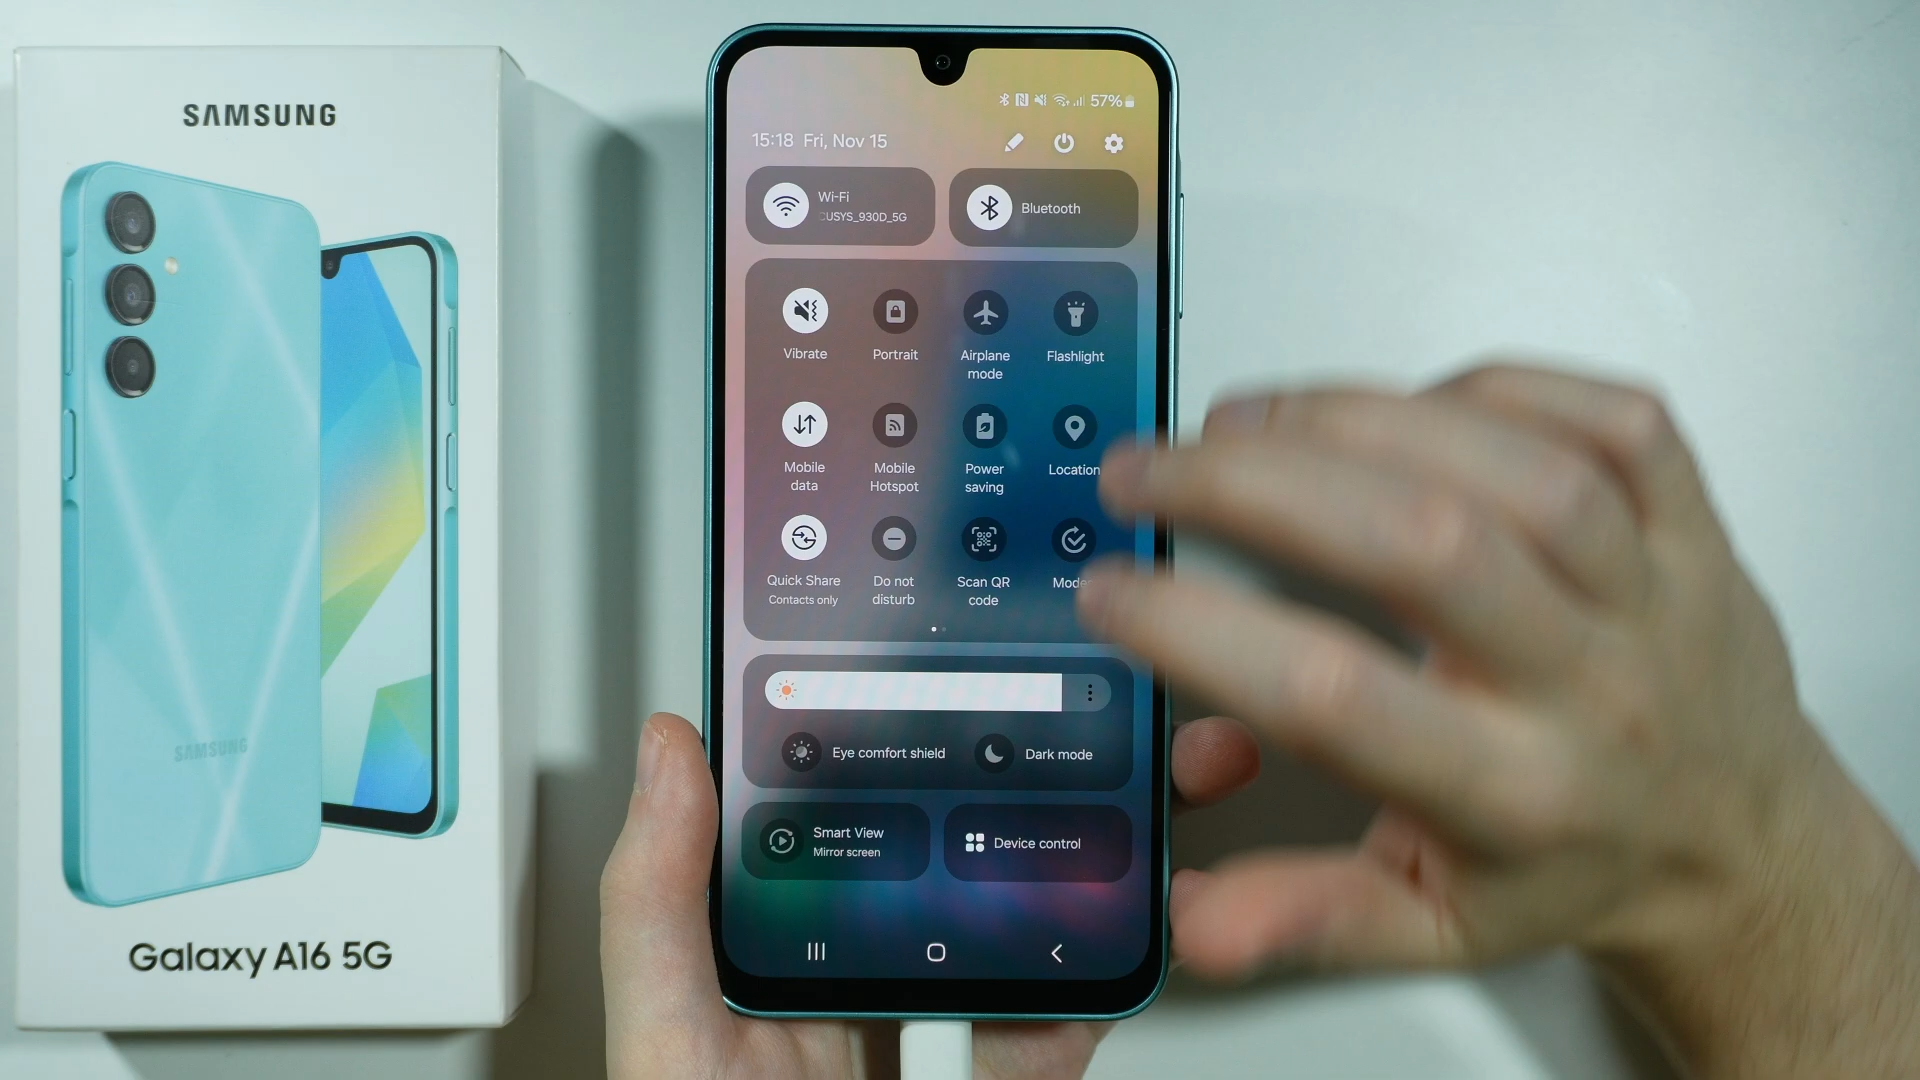 SAMSUNG
SAMSUNG
Galaxy A16 5G
57%
15:18 Fri, Nov 15
Wi-Fi
CUSYS_930D_5G
Bluetooth
Vibrate
Portrait
Airplane
mode
Flashlight
Mobile
data
Mobile
Hotspot
Power
saving
Location
Quick Share
Contacts only
Do not
disturb
Scan QR
code
Mode
Eye comfort shield
Dark mode
Smart View
Mirror screen
Device control